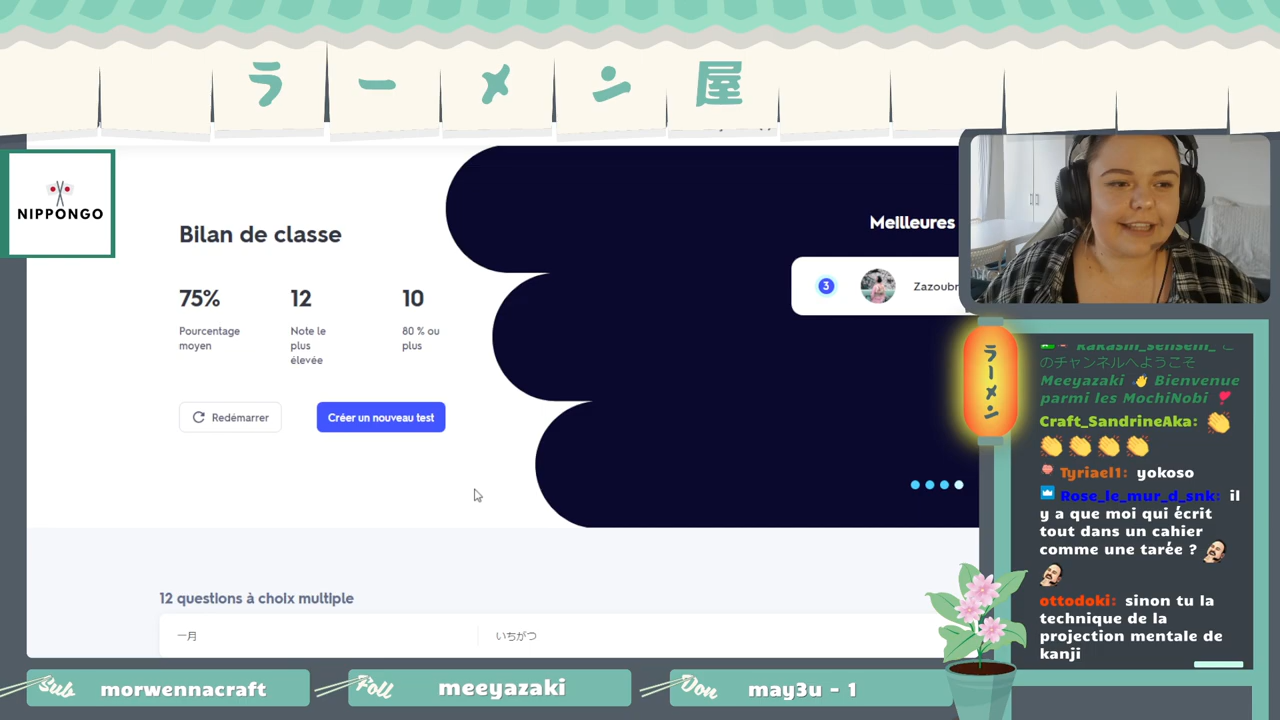 ラーメン屋
NIPPONGO
Bilan de classe
75%
Pourcentage
moyen
12
Note le
plus
élevée
10
80 % ou
plus
Redémarrer
Créer un nouveau test
Meilleures
3
Zazoubr
12 questions à choix multiple
一月
いちがつ
ラーメン
Kakashi_senseiii_ こ
のチャンネルへようこそ
Meeyazaki 👋 Bienvenue
parmi les MochiNobi
Craft_SandrineAka:
Tyriael1: yokoso
Rose_le_mur_d_snk: il
y a que moi qui écrit
tout dans un cahier
comme une tarée ?
ottodoki: sinon tu la
technique de la
projection mentale de
kanji
Sub morwennacraft
Foll meeyazaki
Don may3u - 1